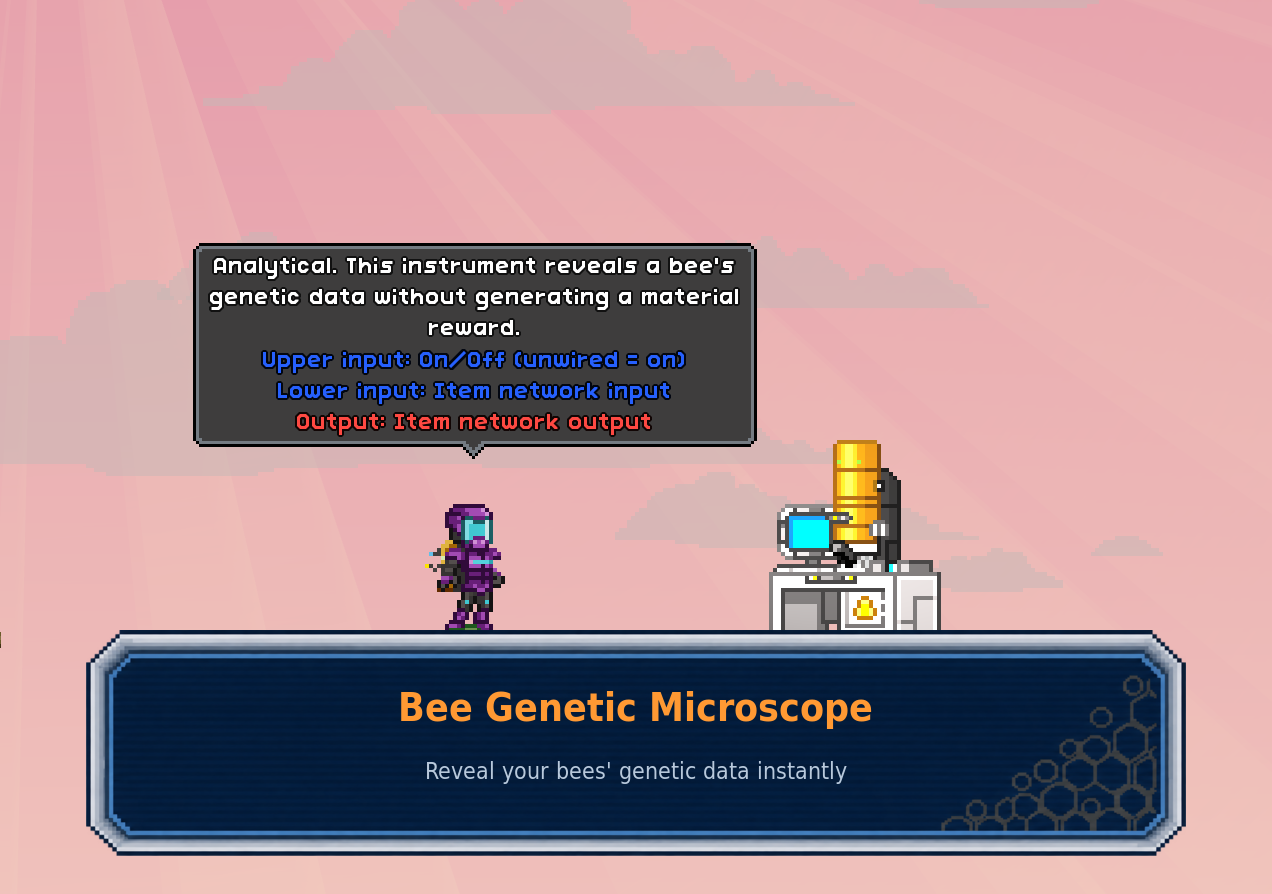 Analytical. This instrument reveals a bee's
genetic data without generating a material
reward.
Upper input: On/Off (unwired = on)
Lower input: Item network input
Output: Item network output
Bee Genetic Microscope
Reveal your bees' genetic data instantly